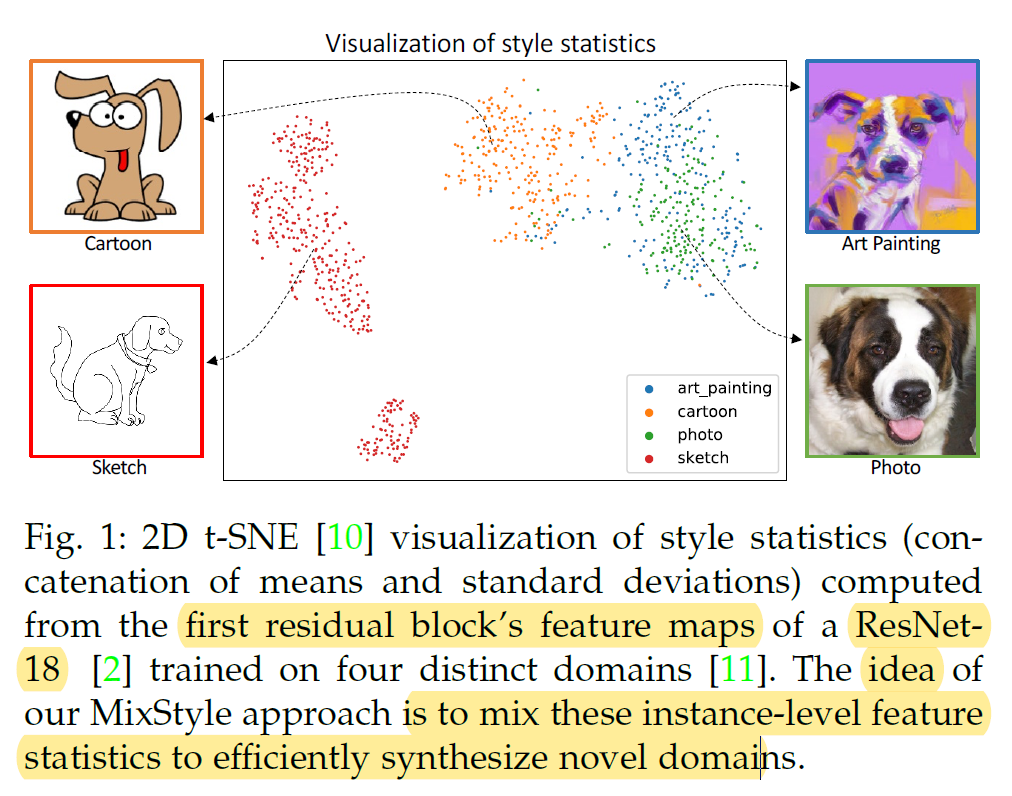 Visualization of style statistics
Cartoon
Art Painting
Sketch
Photo
art_painting
cartoon
photo
sketch
Fig. 1: 2D t-SNE [10] visualization of style statistics (con-
catenation of means and standard deviations) computed
from the first residual block's feature maps of a ResNet-
18 [2] trained on four distinct domains [11]. The idea of
our MixStyle approach is to mix these instance-level feature
statistics to efficiently synthesize novel domains.